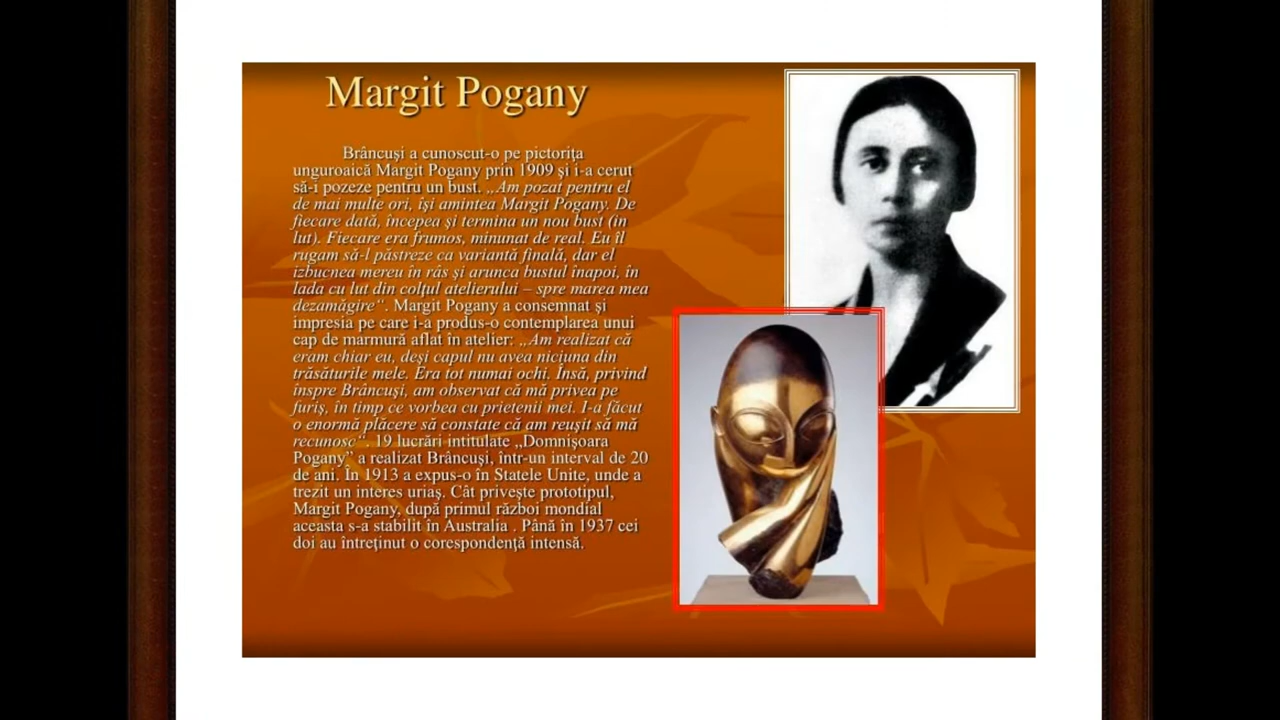 Margit Pogany
Brâncuşi a cunoscut-o pe pictoriţa
unguroaică Margit Pogany prin 1909 şi i-a cerut
să-i pozeze pentru un bust. „Am pozat pentru el
de mai multe ori, îşi amintea Margit Pogany. De
fiecare dată, începea şi termina un nou bust (în
lut). Fiecare era frumos, minunat de real. Eu îl
rugam să-l păstreze ca variantă finală, dar el
izbucnea mereu în râs şi arunca bustul înapoi, în
lada cu lut din colţul atelierului – spre marea mea
dezamăgire“. Margit Pogany a consemnat şi
impresia pe care i-a produs-o contemplarea unui
cap de marmură aflat în atelier: „Am realizat că
eram chiar eu, deşi capul nu avea niciuna din
trăsăturile mele. Era tot numai ochi. Însă, privind
înspre Brâncuşi, am observat că mă privea pe
furiş, în timp ce vorbea cu prietenii mei. I-a făcut
o enormă plăcere să constate că am reuşit să mă
recunosc“. 19 lucrări intitulate „Domnişoara
Pogany” a realizat Brâncuşi, într-un interval de 20
de ani. În 1913 a expus-o în Statele Unite, unde a
trezit un interes uriaş. Cât priveşte prototipul,
Margit Pogany, după primul război mondial
aceasta s-a stabilit în Australia . Până în 1937 cei
doi au întreţinut o corespondenţă intensă.